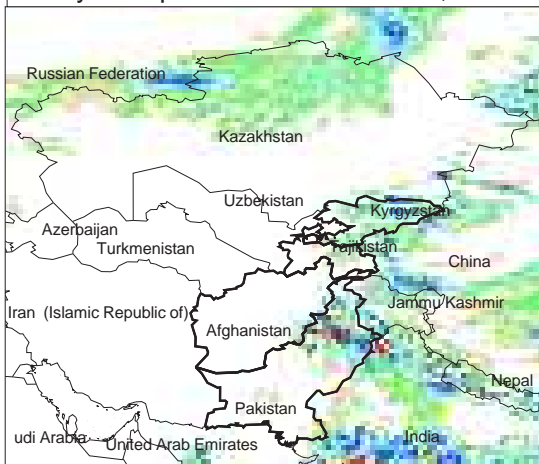 Russian Federation
Kazakhstan
Uzbekistan
Kyrgyzstan
Azerbaijan
Turkmenistan
Tajikistan
China
Jammu Kashmir
Iran (Islamic Republic of)
Afghanistan
Nepal
Pakistan
udi Arabia
United Arab Emirates
India